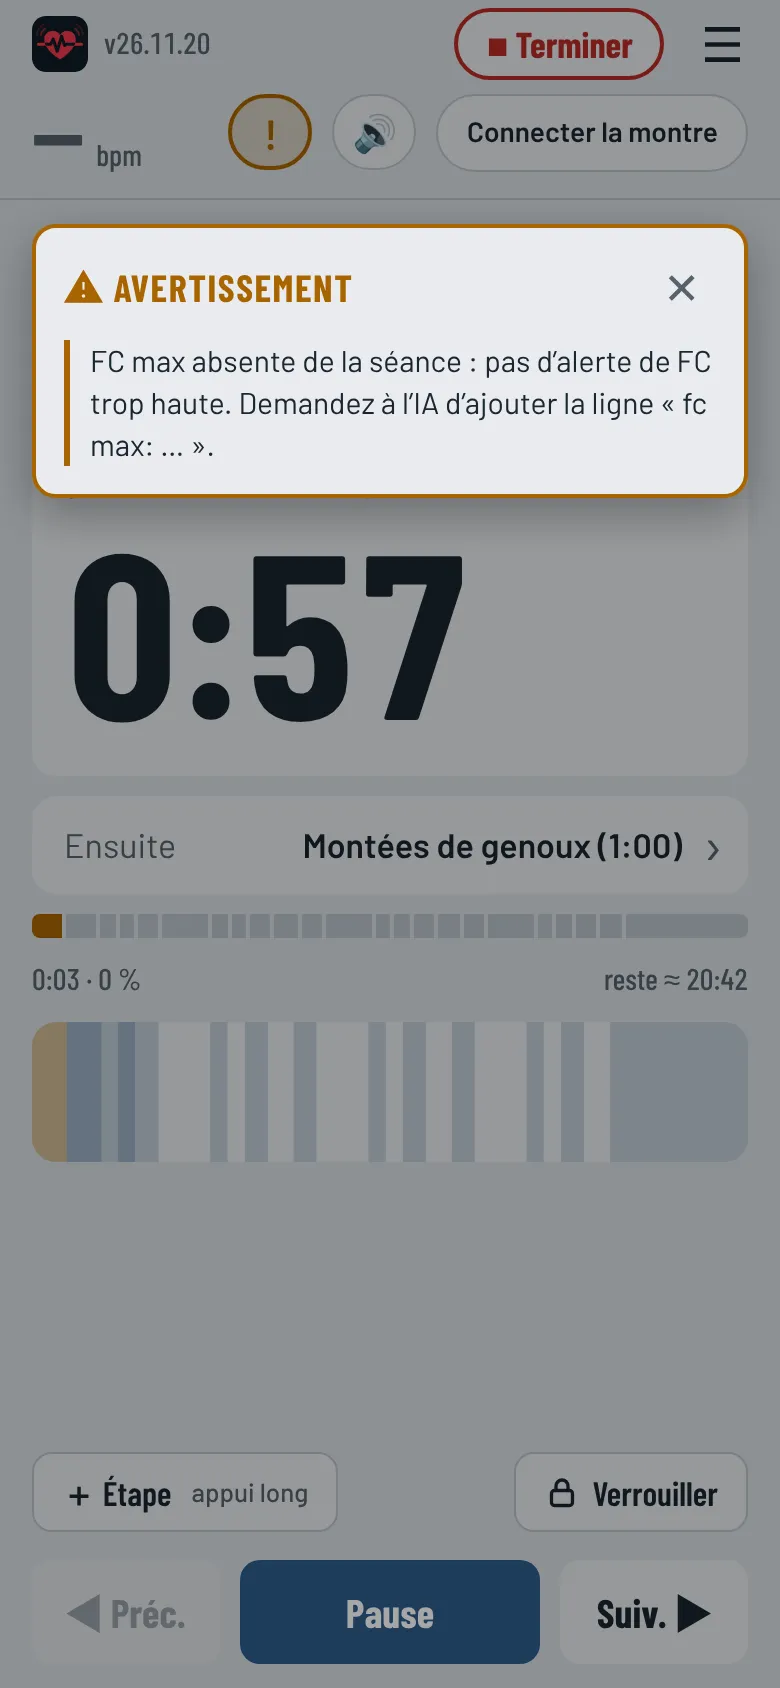 v26.11.20
■ Terminer
— bpm
!
Connecter la montre
AVERTISSEMENT
FC max absente de la séance : pas d’alerte de FC
trop haute. Demandez à l’IA d’ajouter la ligne « fc
max: ... ».
0:57
Ensuite
Montées de genoux (1:00) ›
0:03 · 0 %
reste ≈ 20:42
+ Étape appui long
Verrouiller
◀ Préc.
Pause
Suiv. ▶